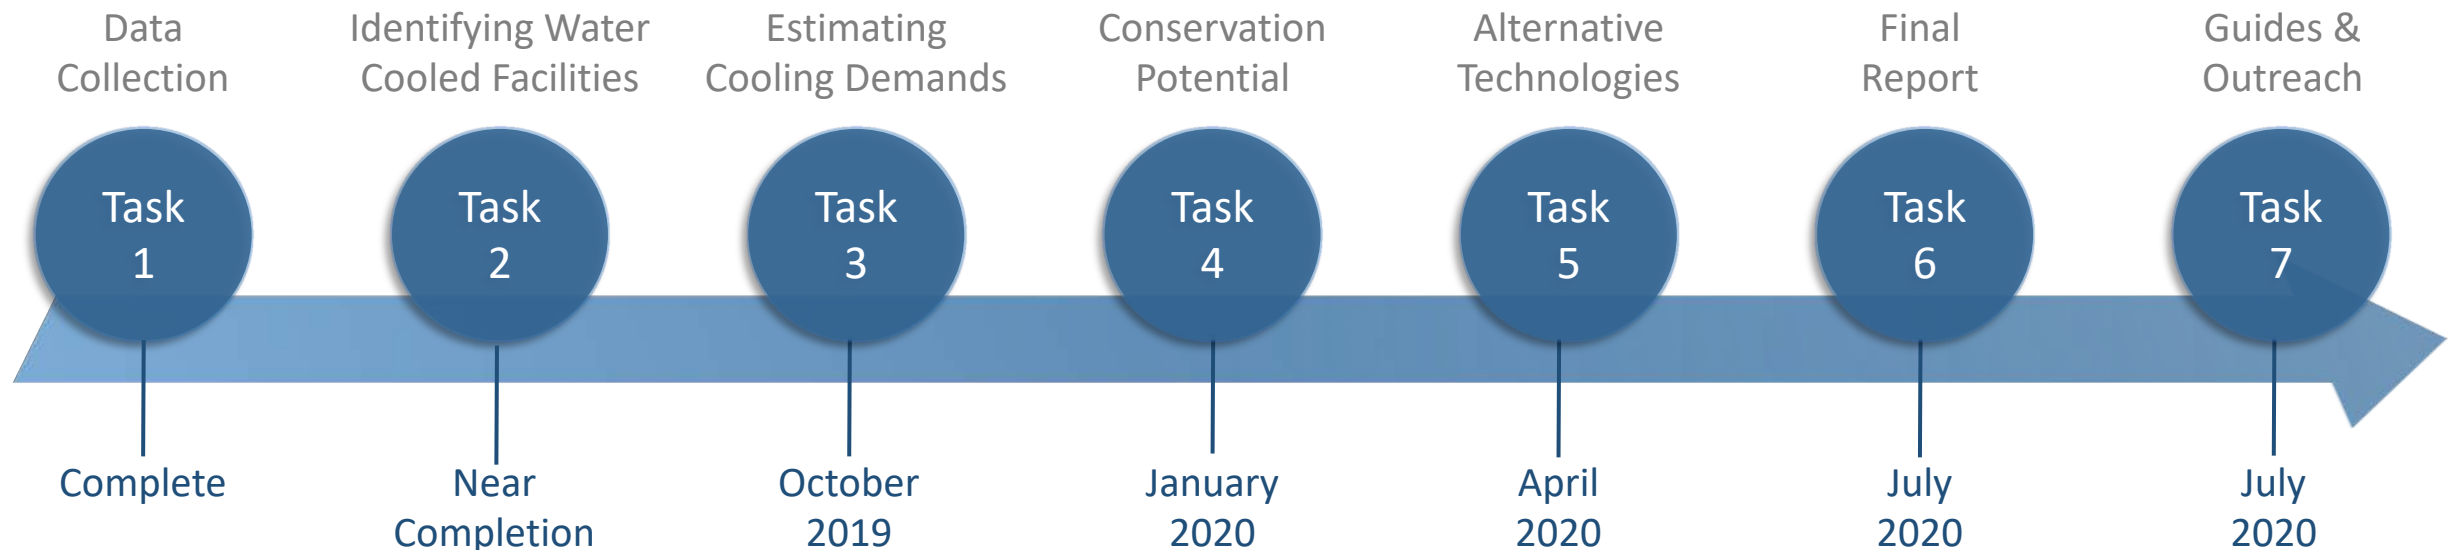 Data
Collection
Identifying Water
Cooled Facilities
Estimating
Cooling Demands
Conservation
Potential
Alternative
Technologies
Final
Report
Guides &
Outreach
Task
1
Task
2
Task
3
Task
4
Task
5
Task
6
Task
7
Complete
Near
Completion
October
2019
January
2020
April
2020
July
2020
July
2020